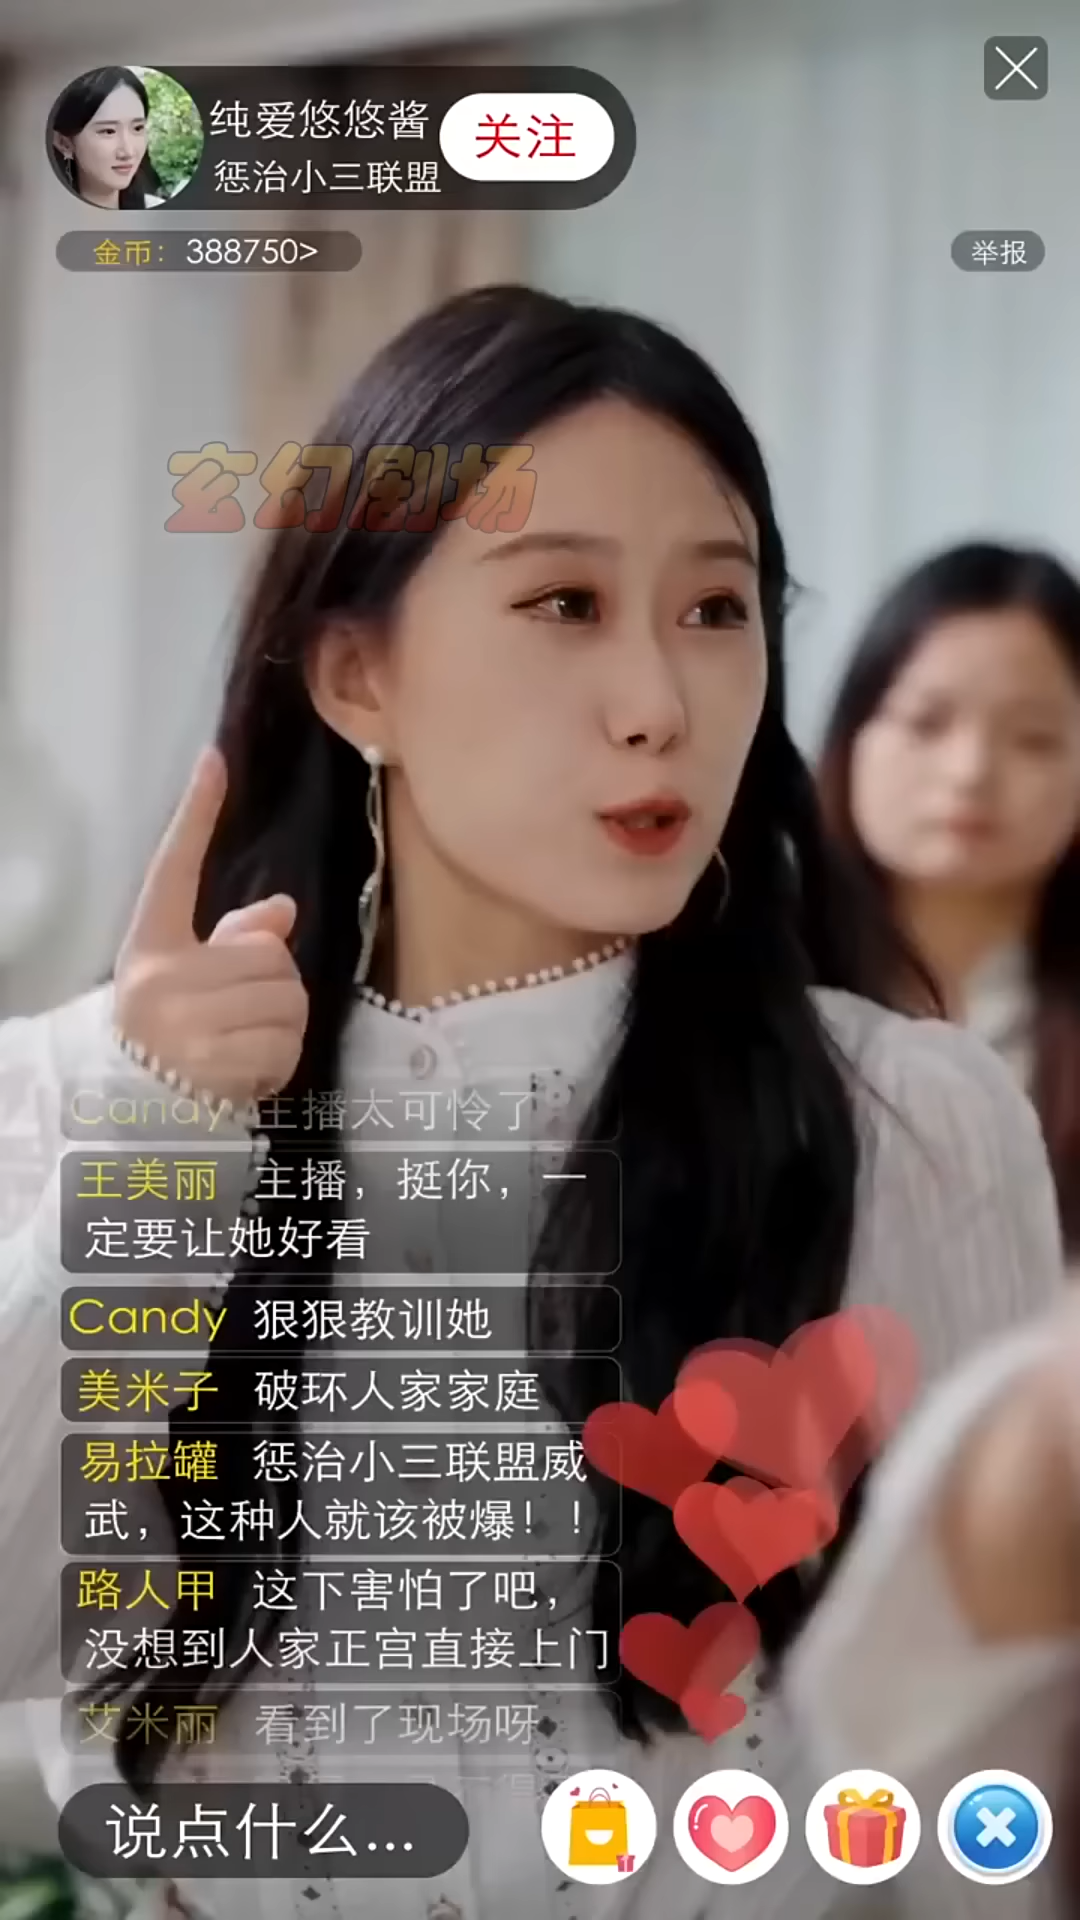 纯爱悠悠酱
关注
惩治小三联盟
金币：388750>
举报
玄幻剧场
Candy 主播太可怜了
王美丽 主播，挺你，一
定要让她好看
Candy 狠狠教训她
美米子 破坏人家家庭
易拉罐 惩治小三联盟威
武，这种人就该被爆！！
路人甲 这下害怕了吧，
没想到人家正宫直接上门
艾米丽 看到了现场呀
说点什么...